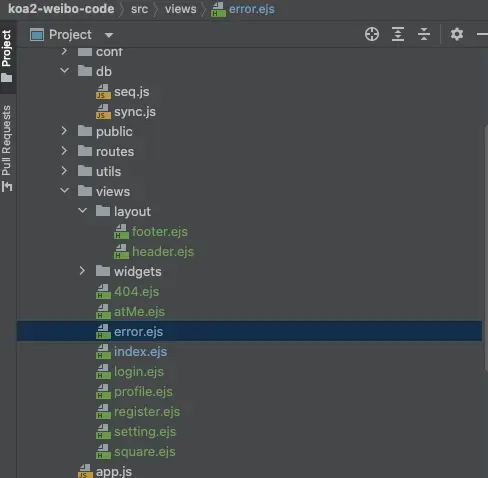 koa2-weibo-code > src > views > error.ejs
Project
Project
Pull Requests
conf
db
seq.js
sync.js
public
routes
utils
views
layout
footer.ejs
header.ejs
widgets
404.ejs
atMe.ejs
error.ejs
index.ejs
login.ejs
profile.ejs
register.ejs
setting.ejs
square.ejs
app.js